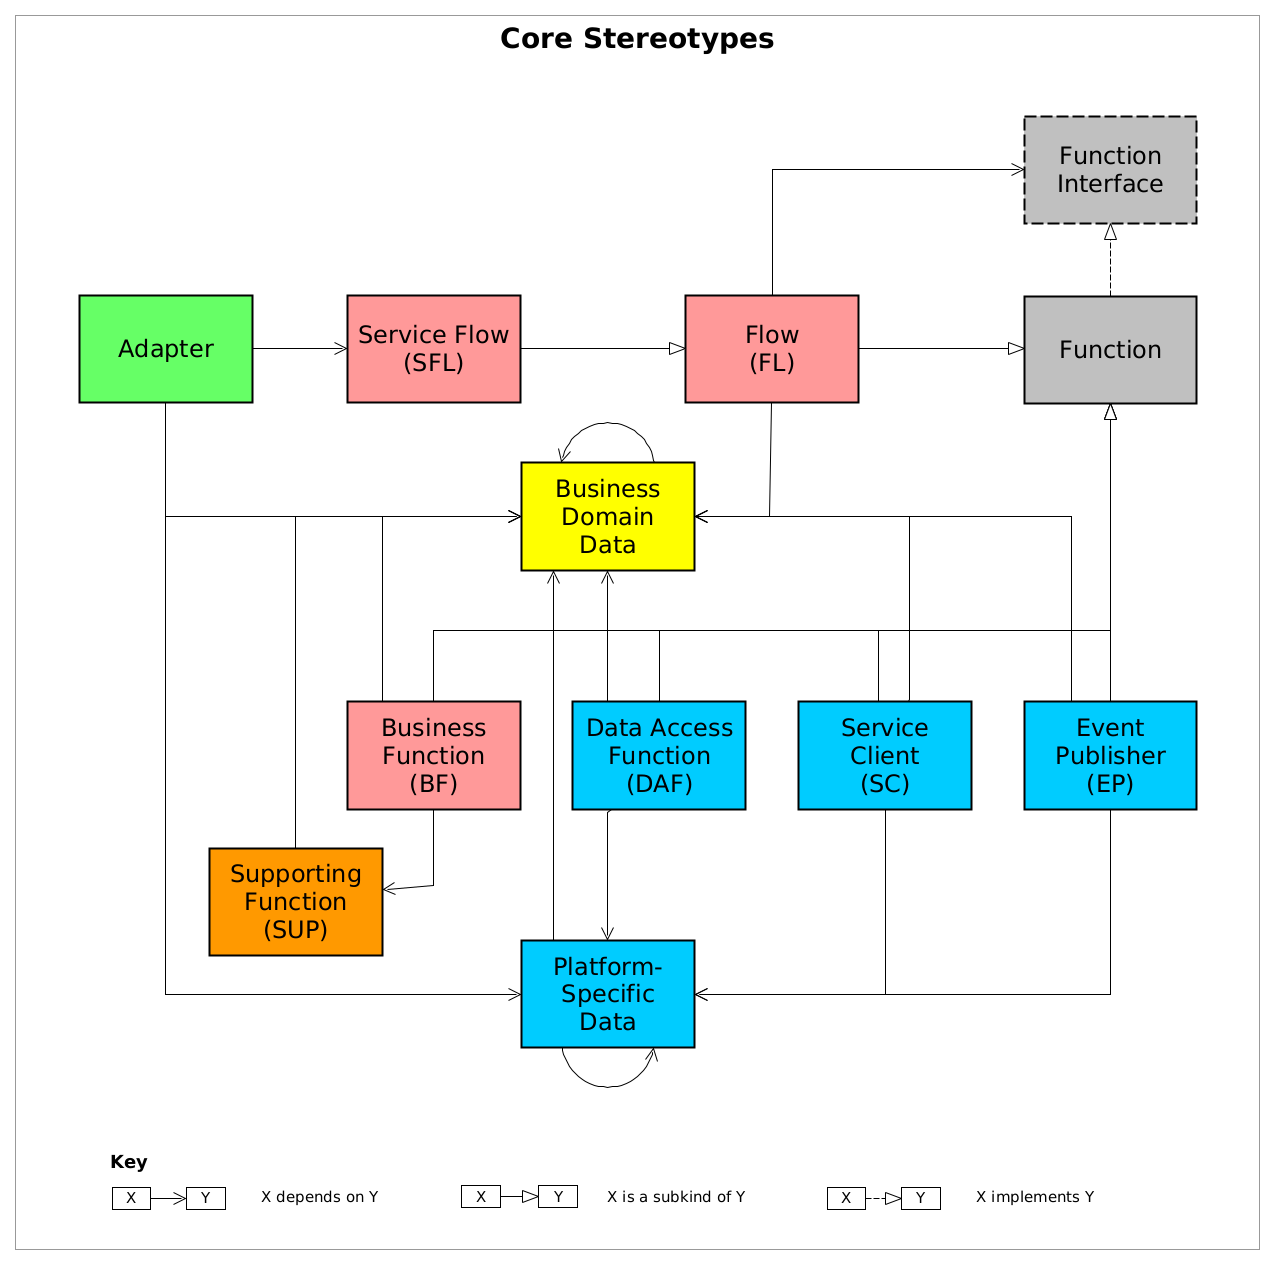 Core Stereotypes
Function
Interface
Adapter
Service Flow
(SFL)
Flow
(FL)
Function
Business
Domain
Data
Business
Function
(BF)
Data Access
Function
(DAF)
Service
Client
(SC)
Event
Publisher
(EP)
Supporting
Function
(SUP)
Platform-
Specific
Data
Key
X Y X depends on Y
X Y X is a subkind of Y
X Y X implements Y